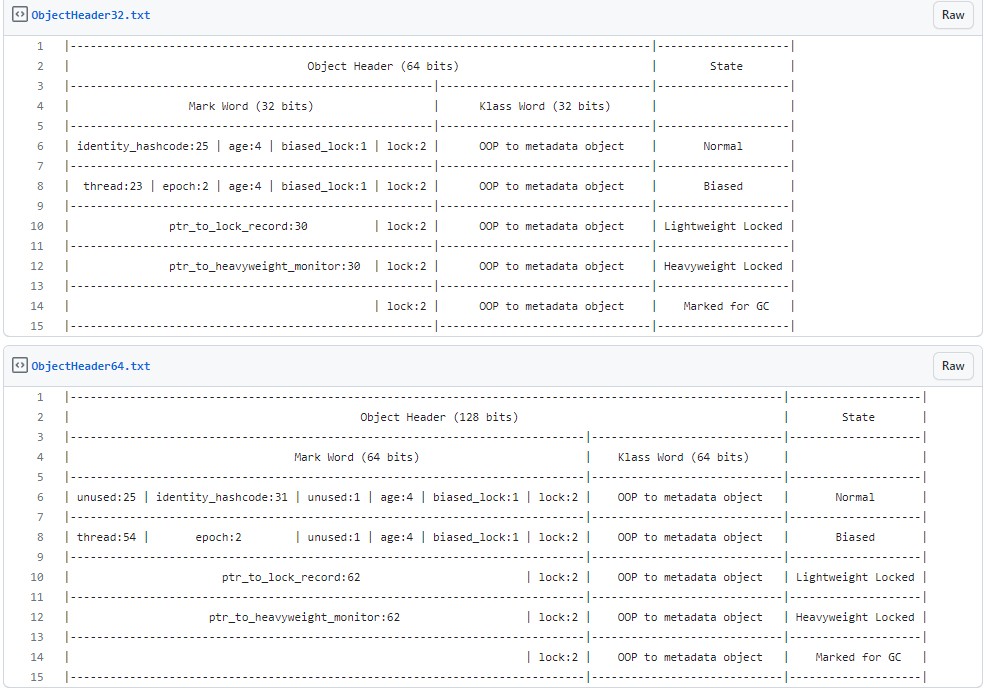 ObjectHeader32.txt Raw
1 |----------------------------------------------------------------------------------------|--------------------|
2 | Object Header (64 bits) | State |
3 |-------------------------------------------------------|--------------------------------|--------------------|
4 | Mark Word (32 bits) | Klass Word (32 bits) | |
5 |-------------------------------------------------------|--------------------------------|--------------------|
6 | identity_hashcode:25 | age:4 | biased_lock:1 | lock:2 | OOP to metadata object | Normal |
7 |-------------------------------------------------------|--------------------------------|--------------------|
8 | thread:23 | epoch:2 | age:4 | biased_lock:1 | lock:2 | OOP to metadata object | Biased |
9 |-------------------------------------------------------|--------------------------------|--------------------|
10 | ptr_to_lock_record:30 | lock:2 | OOP to metadata object | Lightweight Locked |
11 |-------------------------------------------------------|--------------------------------|--------------------|
12 | ptr_to_heavyweight_monitor:30 | lock:2 | OOP to metadata object | Heavyweight Locked |
13 |-------------------------------------------------------|--------------------------------|--------------------|
14 | | lock:2 | OOP to metadata object | Marked for GC |
15 |-------------------------------------------------------|--------------------------------|--------------------|
ObjectHeader64.txt Raw
1 |------------------------------------------------------------------------------------------------------------|--------------------|
2 | Object Header (128 bits) | State |
3 |------------------------------------------------------------------------------|-----------------------------|--------------------|
4 | Mark Word (64 bits) | Klass Word (64 bits) | |
5 |------------------------------------------------------------------------------|-----------------------------|--------------------|
6 | unused:25 | identity_hashcode:31 | unused:1 | age:4 | biased_lock:1 | lock:2 | OOP to metadata object | Normal |
7 |------------------------------------------------------------------------------|-----------------------------|--------------------|
8 | thread:54 | epoch:2 | unused:1 | age:4 | biased_lock:1 | lock:2 | OOP to metadata object | Biased |
9 |------------------------------------------------------------------------------|-----------------------------|--------------------|
10 | ptr_to_lock_record:62 | lock:2 | OOP to metadata object | Lightweight Locked |
11 |------------------------------------------------------------------------------|-----------------------------|--------------------|
12 | ptr_to_heavyweight_monitor:62 | lock:2 | OOP to metadata object | Heavyweight Locked |
13 |------------------------------------------------------------------------------|-----------------------------|--------------------|
14 | | lock:2 | OOP to metadata object | Marked for GC |
15 |------------------------------------------------------------------------------|-----------------------------|--------------------|